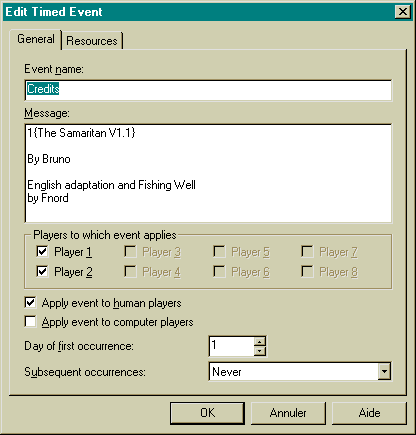 Edit Timed Event
General
Resources
Event name:
Credits
Message:
1{The Samaritan V1.1}
By Bruno
English adaptation and Fishing Well
by Fnord
Players to which event applies
Player 1
Player 3
Player 5
Player 7
Player 2
Player 4
Player 6
Player 8
Apply event to human players
Apply event to computer players
Day of first occurrence:
1
Subsequent occurrences:
Never
OK
Annuler
Aide